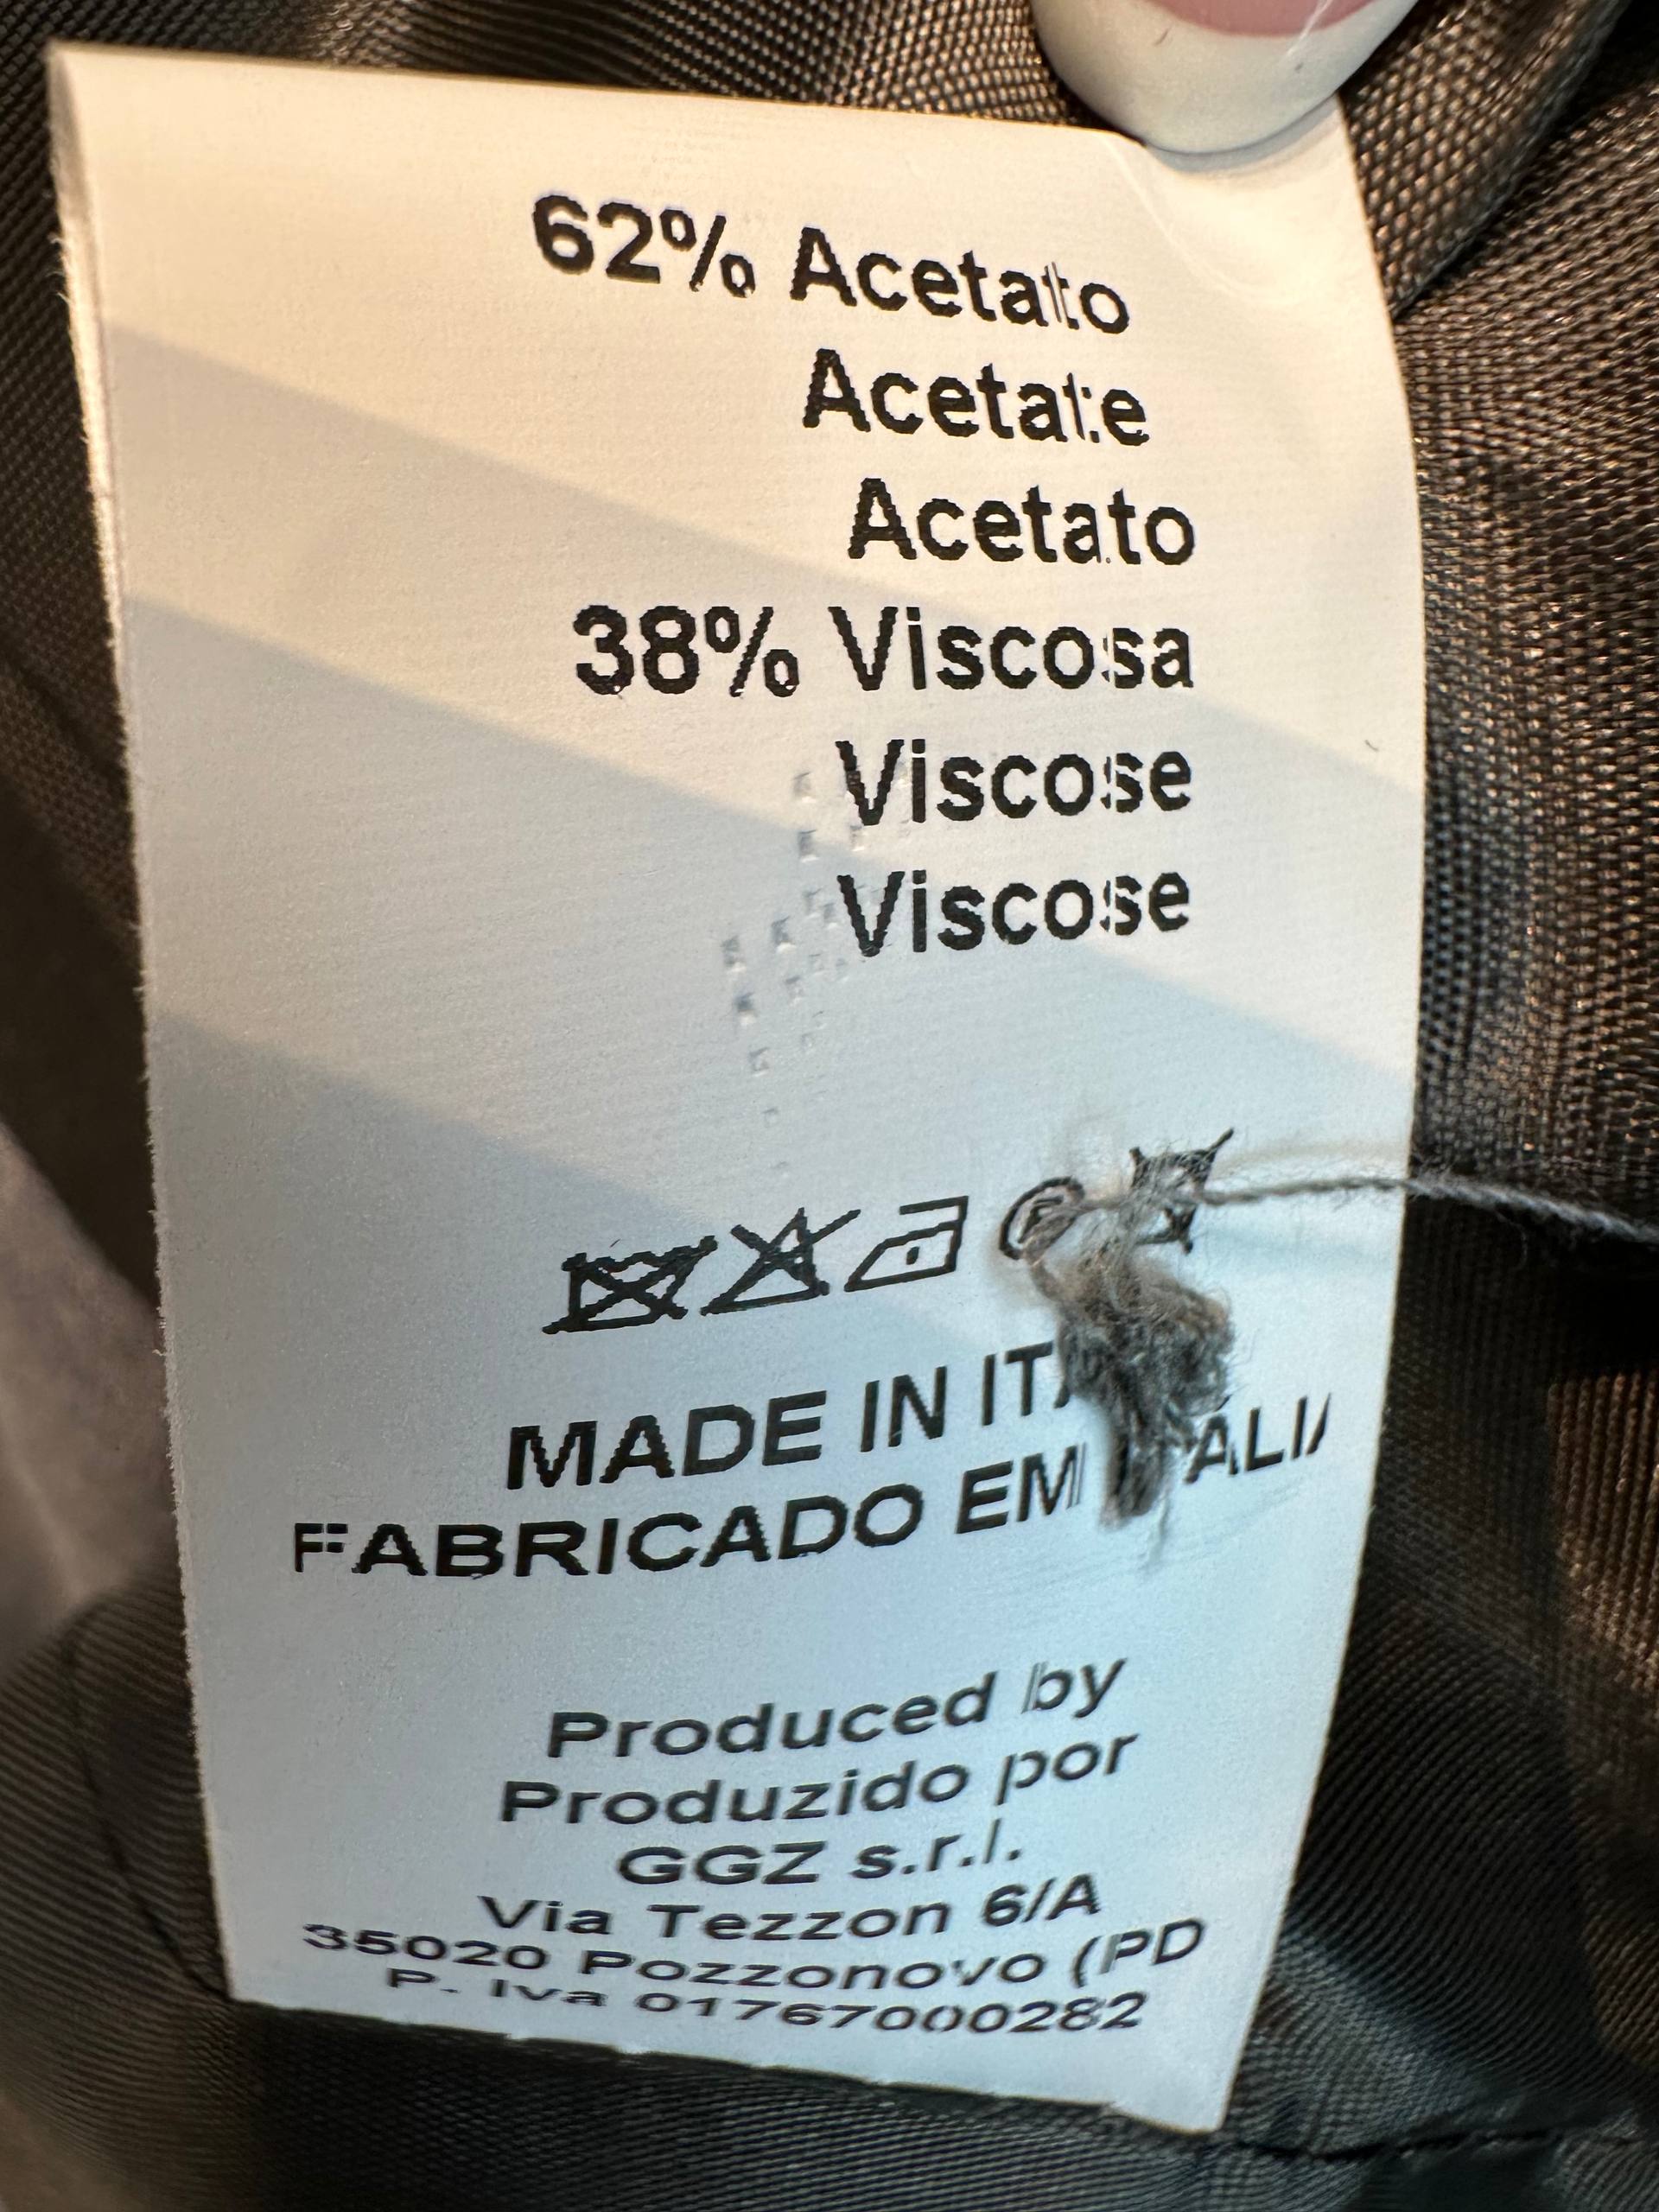 62% Acetato
Acetate
Acetato
38% Viscosa
Viscose
Viscose
MADE IN
FABRICADO EM
Produced by
Produzido por
GGZ s.r.l.
Via Tezzon 6/A
35020 Pozzonovo (PD
P. Iva 01767000282